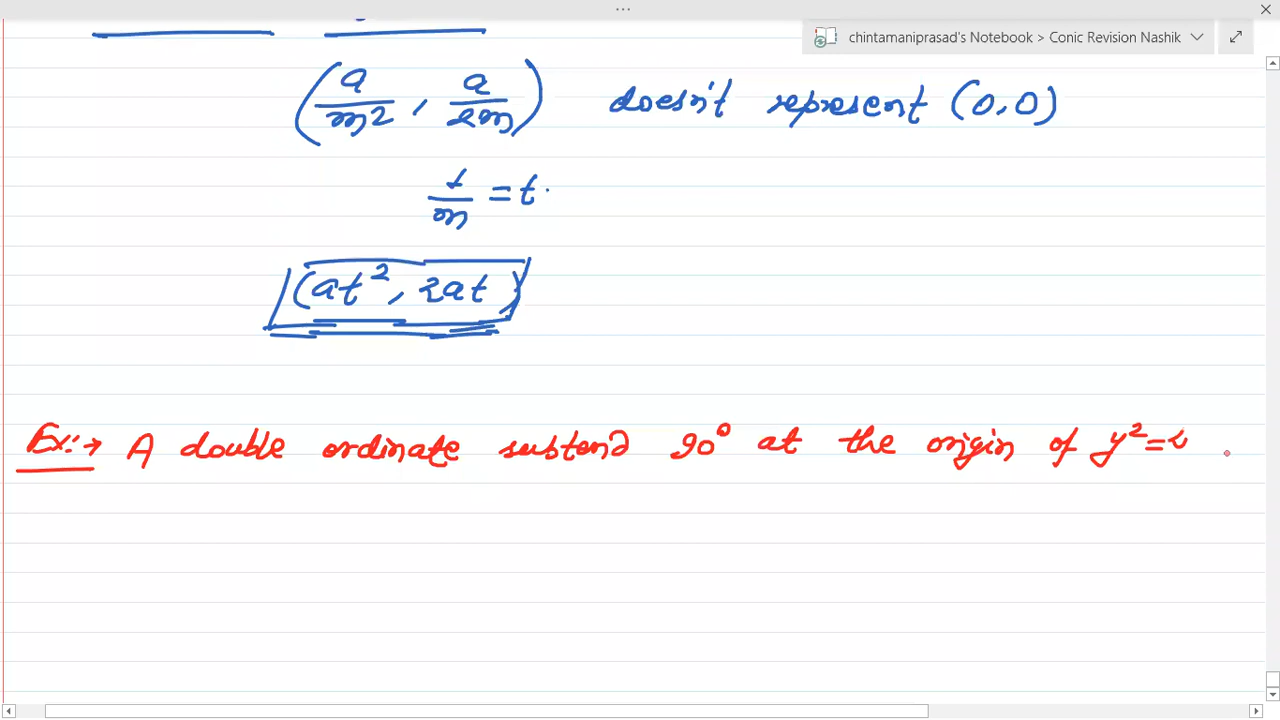 ...
chintamaniprasad's Notebook > Conic Revision Nashik
(a/m², a/2m) doesn't represent (0,0)
1/m = t
(at², 2at)
Ex:→ A double ordinate subtend 90° at the origin of y²=